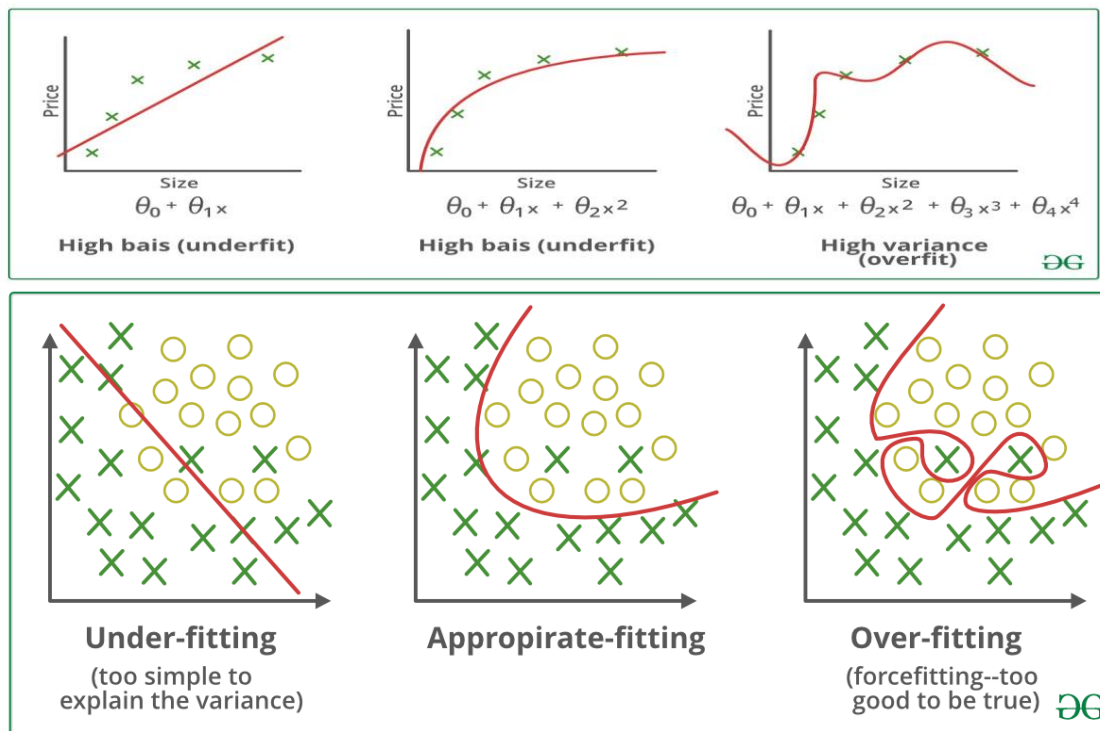 Price
Size
θ0 + θ1x
High bais (underfit)
Price
Size
θ0 + θ1x + θ2x²
High bais (underfit)
Price
Size
θ0 + θ1x + θ2x² + θ3x³ + θ4x⁴
High variance
(overfit)
Under-fitting
(too simple to
explain the variance)
Appropirate-fitting
Over-fitting
(forcefitting--too
good to be true)